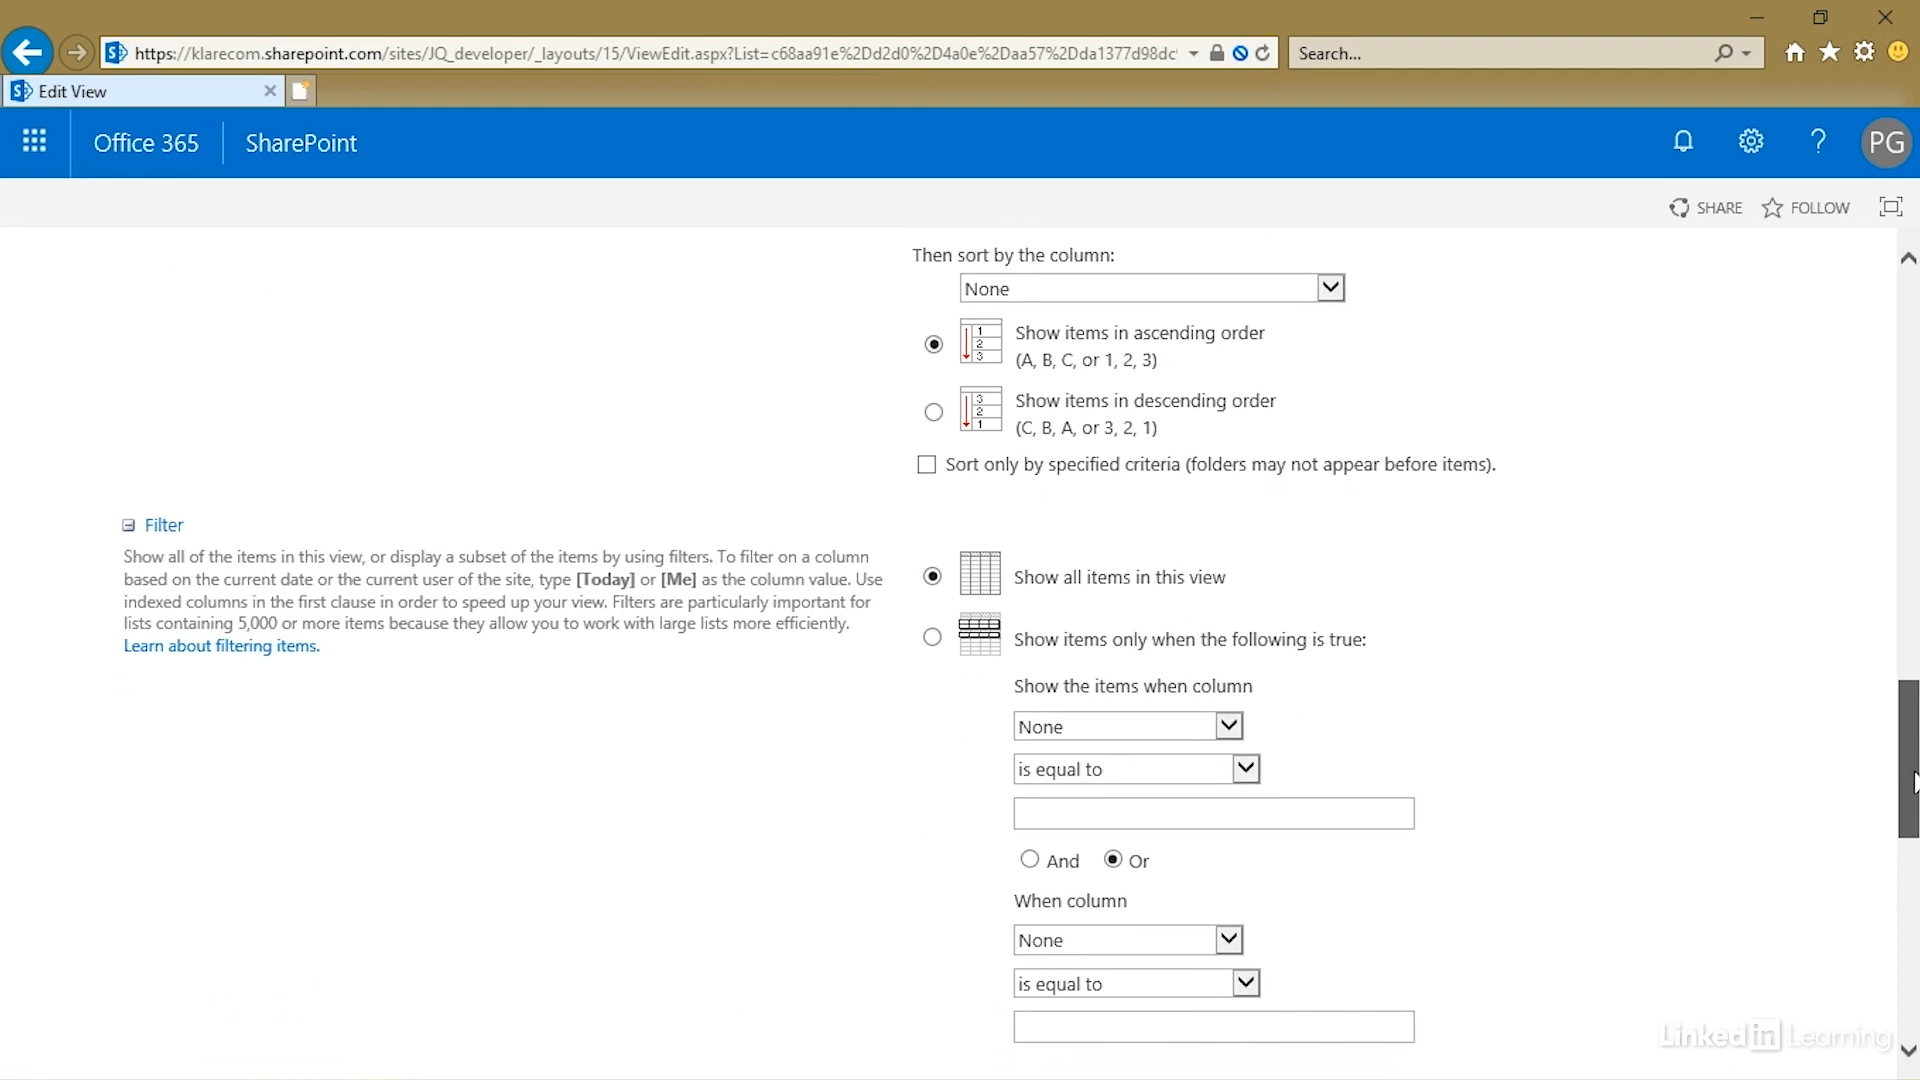 https://klarecom.sharepoint.com/sites/JQ_developer/_layouts/15/ViewEdit.aspx?List=c68aa91e%2Dd2d0%2D4a0e%2Daa57%2Dda1377d98dc
Search...
Edit View
Office 365
SharePoint
?
PG
SHARE
FOLLOW
Then sort by the column:
None
1
2
3
Show items in ascending order
(A, B, C, or 1, 2, 3)
3
2
1
Show items in descending order
(C, B, A, or 3, 2, 1)
Sort only by specified criteria (folders may not appear before items).
Filter
Show all of the items in this view, or display a subset of the items by using filters. To filter on a column
based on the current date or the current user of the site, type [Today] or [Me] as the column value. Use
indexed columns in the first clause in order to speed up your view. Filters are particularly important for
lists containing 5,000 or more items because they allow you to work with large lists more efficiently.
Learn about filtering items.
Show all items in this view
Show items only when the following is true:
Show the items when column
None
is equal to
And
Or
When column
None
is equal to
Linked in Learning